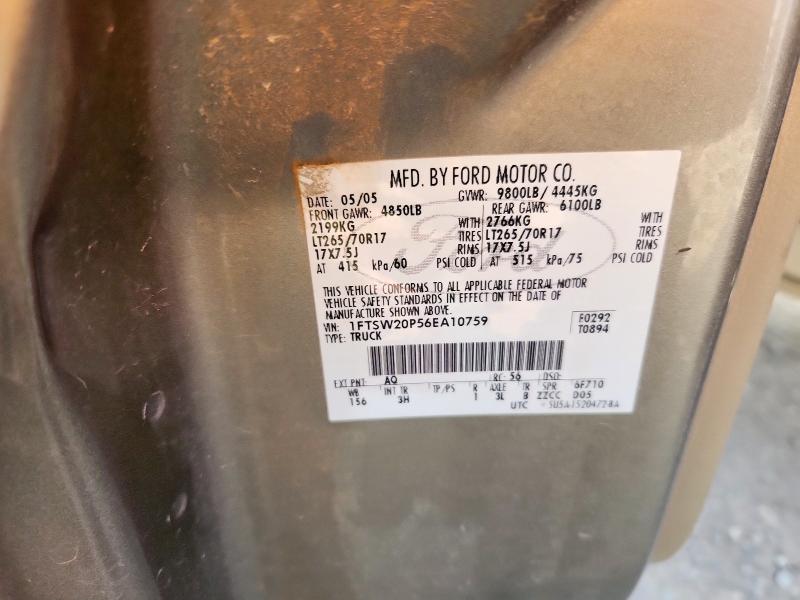 MFD. BY FORD MOTOR CO.
DATE: 05/05 GVWR: 9800LB/ 4445KG
FRONT GAWR: 4850LB REAR GAWR: 6100LB
2199KG WITH 2766KG WITH
LT265/70R17 TIRES LT265/70R17 TIRES
17X7.5J RIMS 17X7.5J RIMS
AT 415 kPa/60 PSI COLD AT 515 kPa/75 PSI COLD
THIS VEHICLE CONFORMS TO ALL APPLICABLE FEDERAL MOTOR
VEHICLE SAFETY STANDARDS IN EFFECT ON THE DATE OF
MANUFACTURE SHOWN ABOVE.
VIN: 1FTSW20P56EA10759 F0292
TYPE: TRUCK T0894
EXT PNT: AQ RC: 56 DSO:
WB INT TR TP/PS R AXLE TR SPR 6F710
156 3H 1 3L B ZZCC D05
UTC
Ford